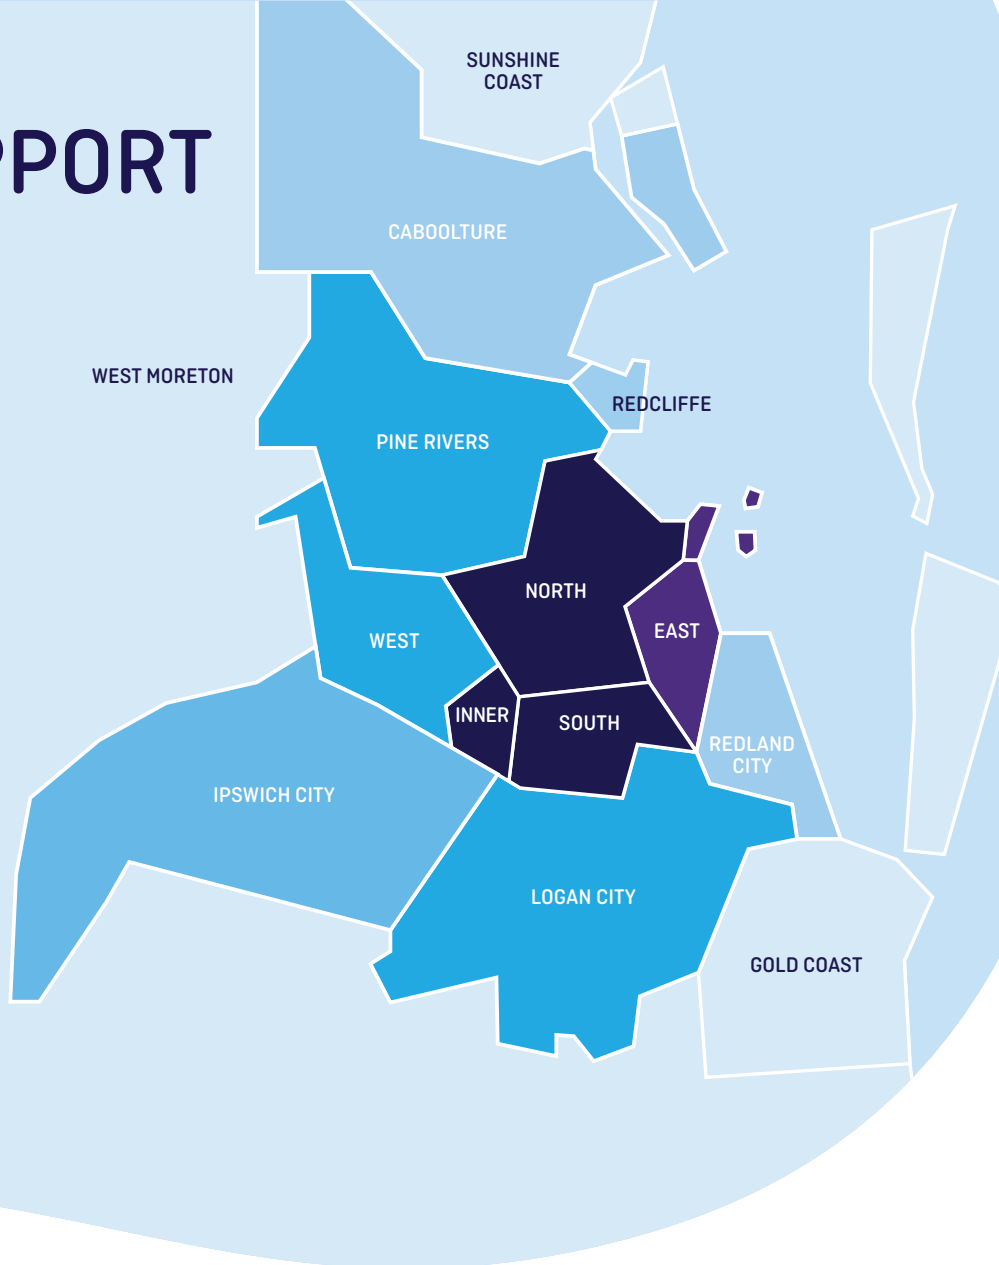 SUNSHINE
COAST
PPORT
CABOOLTURE
WEST MORETON
REDCLIFFE
PINE RIVERS
NORTH
EAST
WEST
INNER
SOUTH
REDLAND
CITY
IPSWICH CITY
LOGAN CITY
GOLD COAST